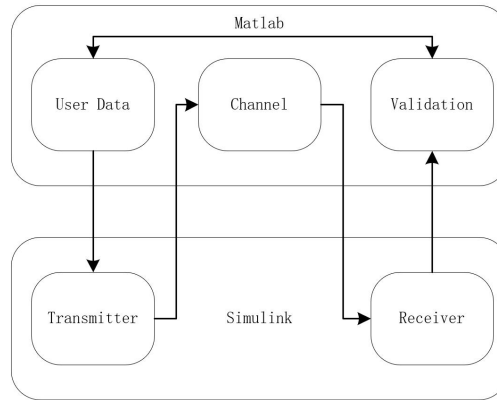 Matlab
User Data
Channel
Validation
Transmitter
Simulink
Receiver